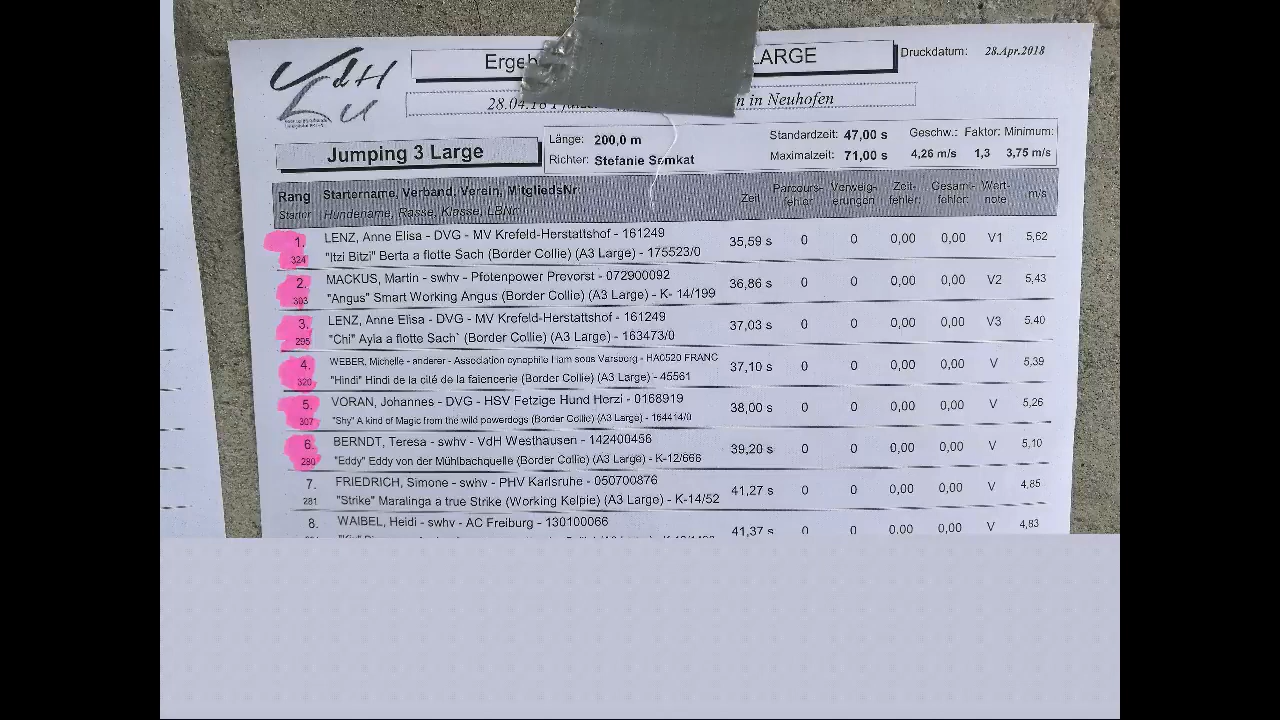 VdH
Ergeb LARGE Druckdatum: 28.Apr.2018
28.04.18 n in Neuhofen
Jumping 3 Large
Länge: 200,0 m Standardzeit: 47,00 s Geschw.: Faktor: Minimum:
Richter: Stefanie Semkat Maximalzeit: 71,00 s 4,26 m/s 1,3 3,75 m/s
Rang Startername, Verband, Verein, MitgliedsNr. Zeit Parcours- Verweig- Zeit- Gesamt- Wert- m/s
Starter Hundename, Rasse, Klasse, LBNr. fehler erungen fehler: fehler: note
1. LENZ, Anne Elisa - DVG - MV Krefeld-Herstattshof - 161249 35,59 s 0 0 0,00 0,00 V1 5,62
324 "Itzi Bitzi" Berta a flotte Sach (Border Collie) (A3 Large) - 175523/0
2. MACKUS, Martin - swhv - Pfotenpower Prevorst - 072900092 36,86 s 0 0 0,00 0,00 V2 5,43
303 "Angus" Smart Working Angus (Border Collie) (A3 Large) - K- 14/199
3. LENZ, Anne Elisa - DVG - MV Krefeld-Herstattshof - 161249 37,03 s 0 0 0,00 0,00 V3 5,40
295 "Chi" Ayla a flotte Sach` (Border Collie) (A3 Large) - 163473/0
4. WEBER, Michelle - anderer - Association cynophile Ham sous Varsberg - HA0520 FRANC 37,10 s 0 0 0,00 0,00 V 5,39
320 "Hindi" Hindi de la cité de la faiencerie (Border Collie) (A3 Large) - 45561
5. VORAN, Johannes - DVG - HSV Fetzige Hund Herzi - 0168919 38,00 s 0 0 0,00 0,00 V 5,26
307 "Shy" A kind of Magic from the wild powerdogs (Border Collie) (A3 Large) - 164414/0
6. BERNDT, Teresa - swhv - VdH Westhausen - 142400456 39,20 s 0 0 0,00 0,00 V 5,10
280 "Eddy" Eddy von der Mühlbachquelle (Border Collie) (A3 Large) - K-12/666
7. FRIEDRICH, Simone - swhv - PHV Karlsruhe - 050700876 41,27 s 0 0 0,00 0,00 V 4,85
281 "Strike" Maralinga a true Strike (Working Kelpie) (A3 Large) - K-14/52
8. WAIBEL, Heidi - swhv - AC Freiburg - 130100066 41,37 s 0 0 0,00 0,00 V 4,83